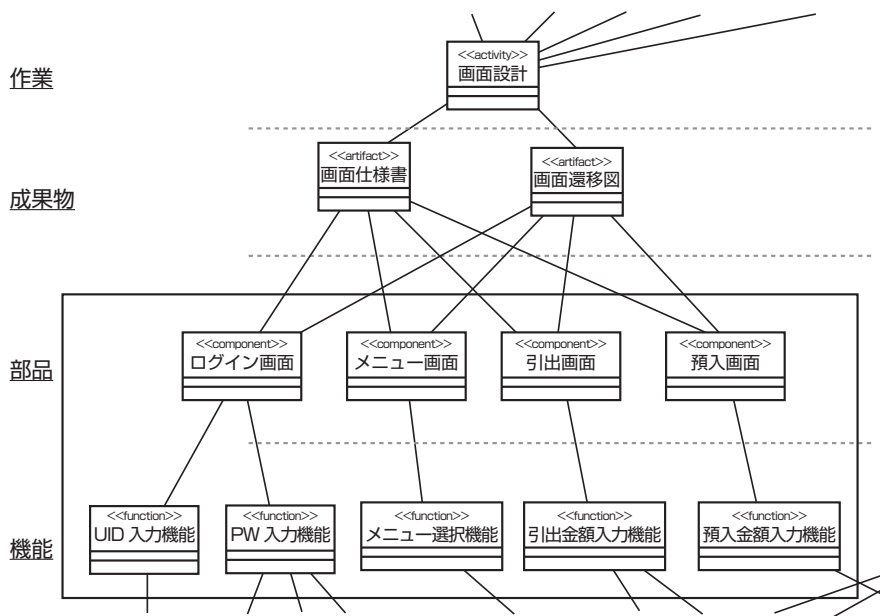 作業
<<activity>>
画面設計
成果物
<<artifact>>
画面仕様書
<<artifact>>
画面還移図
部品
<<component>>
ログイン画面
<<component>>
メニュー画面
<<component>>
引出画面
<<component>>
預入画面
機能
<<function>>
UID 入力機能
<<function>>
PW 入力機能
<<function>>
メニュー選択機能
<<function>>
引出金額入力機能
<<function>>
預入金額入力機能